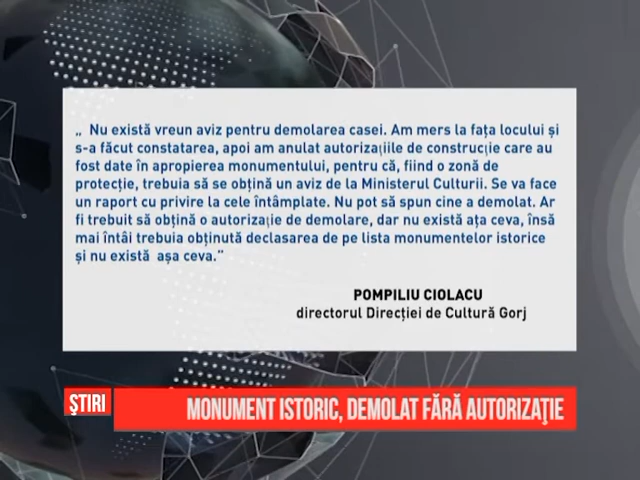 „ Nu există vreun aviz pentru demolarea casei. Am mers la fața locului și
s-a făcut constatarea, apoi am anulat autorizațiile de construcție care au
fost date în apropierea monumentului, pentru că, fiind o zonă de
protecție, trebuia să se obțină un aviz de la Ministerul Culturii. Se va face
un raport cu privire la cele întâmplate. Nu pot să spun cine a demolat. Ar
fi trebuit să obțină o autorizație de demolare, dar nu există ața ceva, însă
mai întâi trebuia obținută declasarea de pe lista monumentelor istorice
și nu există așa ceva.”
POMPILIU CIOLACU
directorul Direcției de Cultură Gorj
ŞTIRI
MONUMENT ISTORIC, DEMOLAT FĂRĂ AUTORIZAŢIE